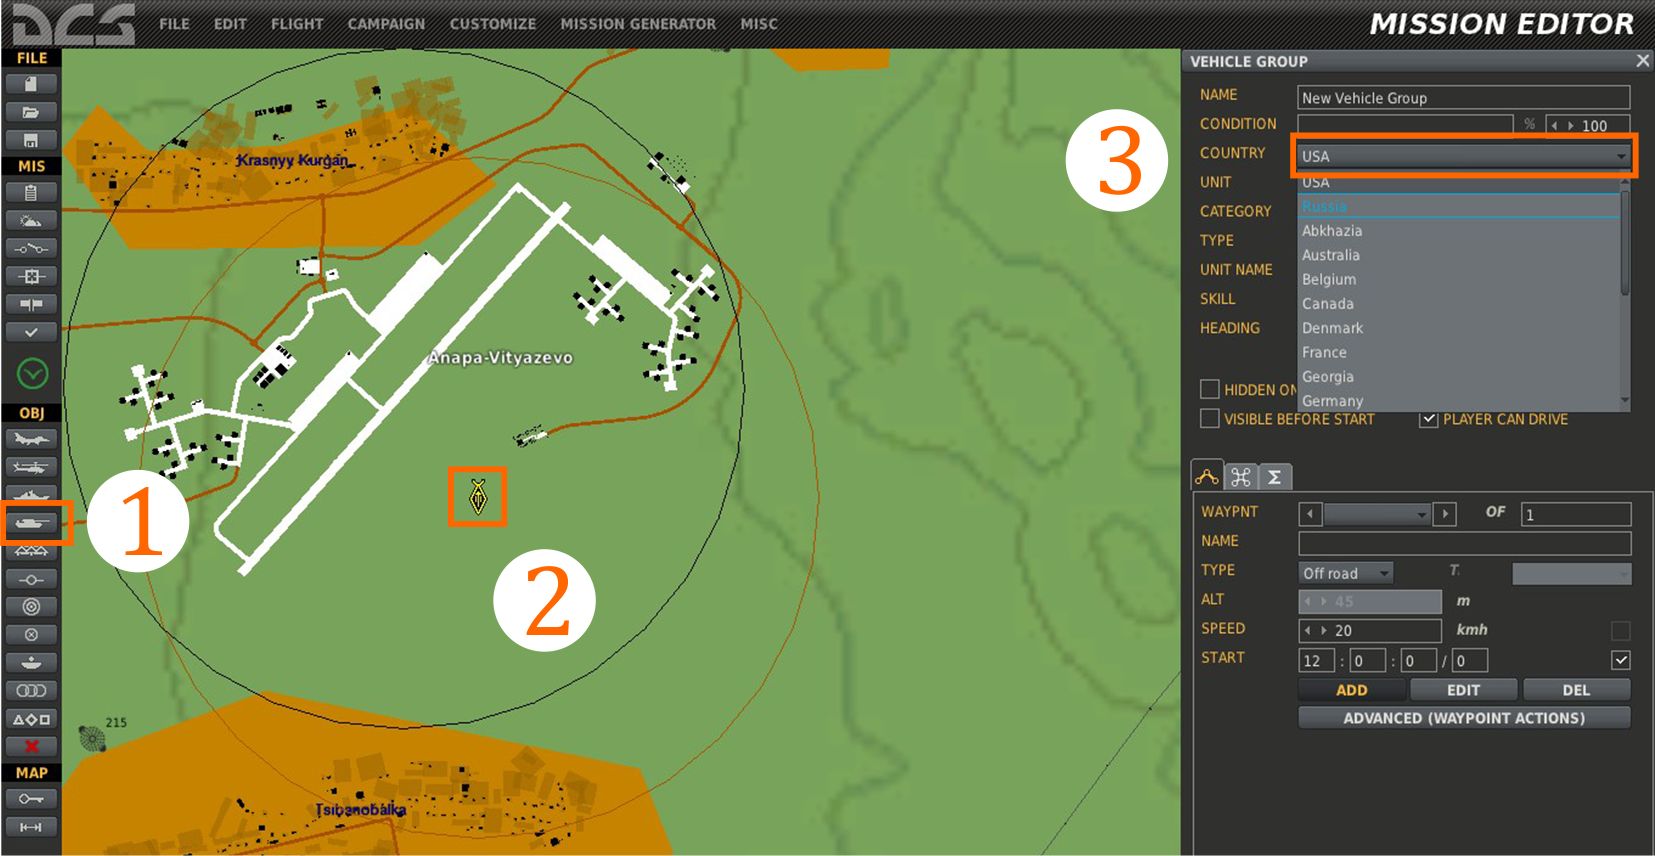 DCS
FILE EDIT FLIGHT CAMPAIGN CUSTOMIZE MISSION GENERATOR MISC
MISSION EDITOR
FILE
MIS
OBJ
MAP
Krasnyy Kurgan
Anapa-Vityazevo
1
2
3
215
Tsibanobalka
VEHICLE GROUP
NAME New Vehicle Group
CONDITION % 100
COUNTRY USA
UNIT USA
Russia
CATEGORY Abkhazia
TYPE Australia
UNIT NAME Belgium
SKILL Canada
HEADING Denmark
France
Georgia
HIDDEN ON Germany
VISIBLE BEFORE START PLAYER CAN DRIVE
WAYPNT OF 1
NAME
TYPE Off road T.
ALT 45 m
SPEED 20 kmh
START 12 : 0 : 0 / 0
ADD EDIT DEL
ADVANCED (WAYPOINT ACTIONS)